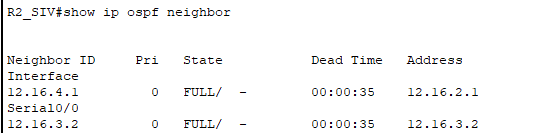 R2_SIV#show ip ospf neighbor
Neighbor ID Pri State Dead Time Address
Interface
12.16.4.1 0 FULL/ - 00:00:35 12.16.2.1
Serial0/0
12.16.3.2 0 FULL/ - 00:00:35 12.16.3.2